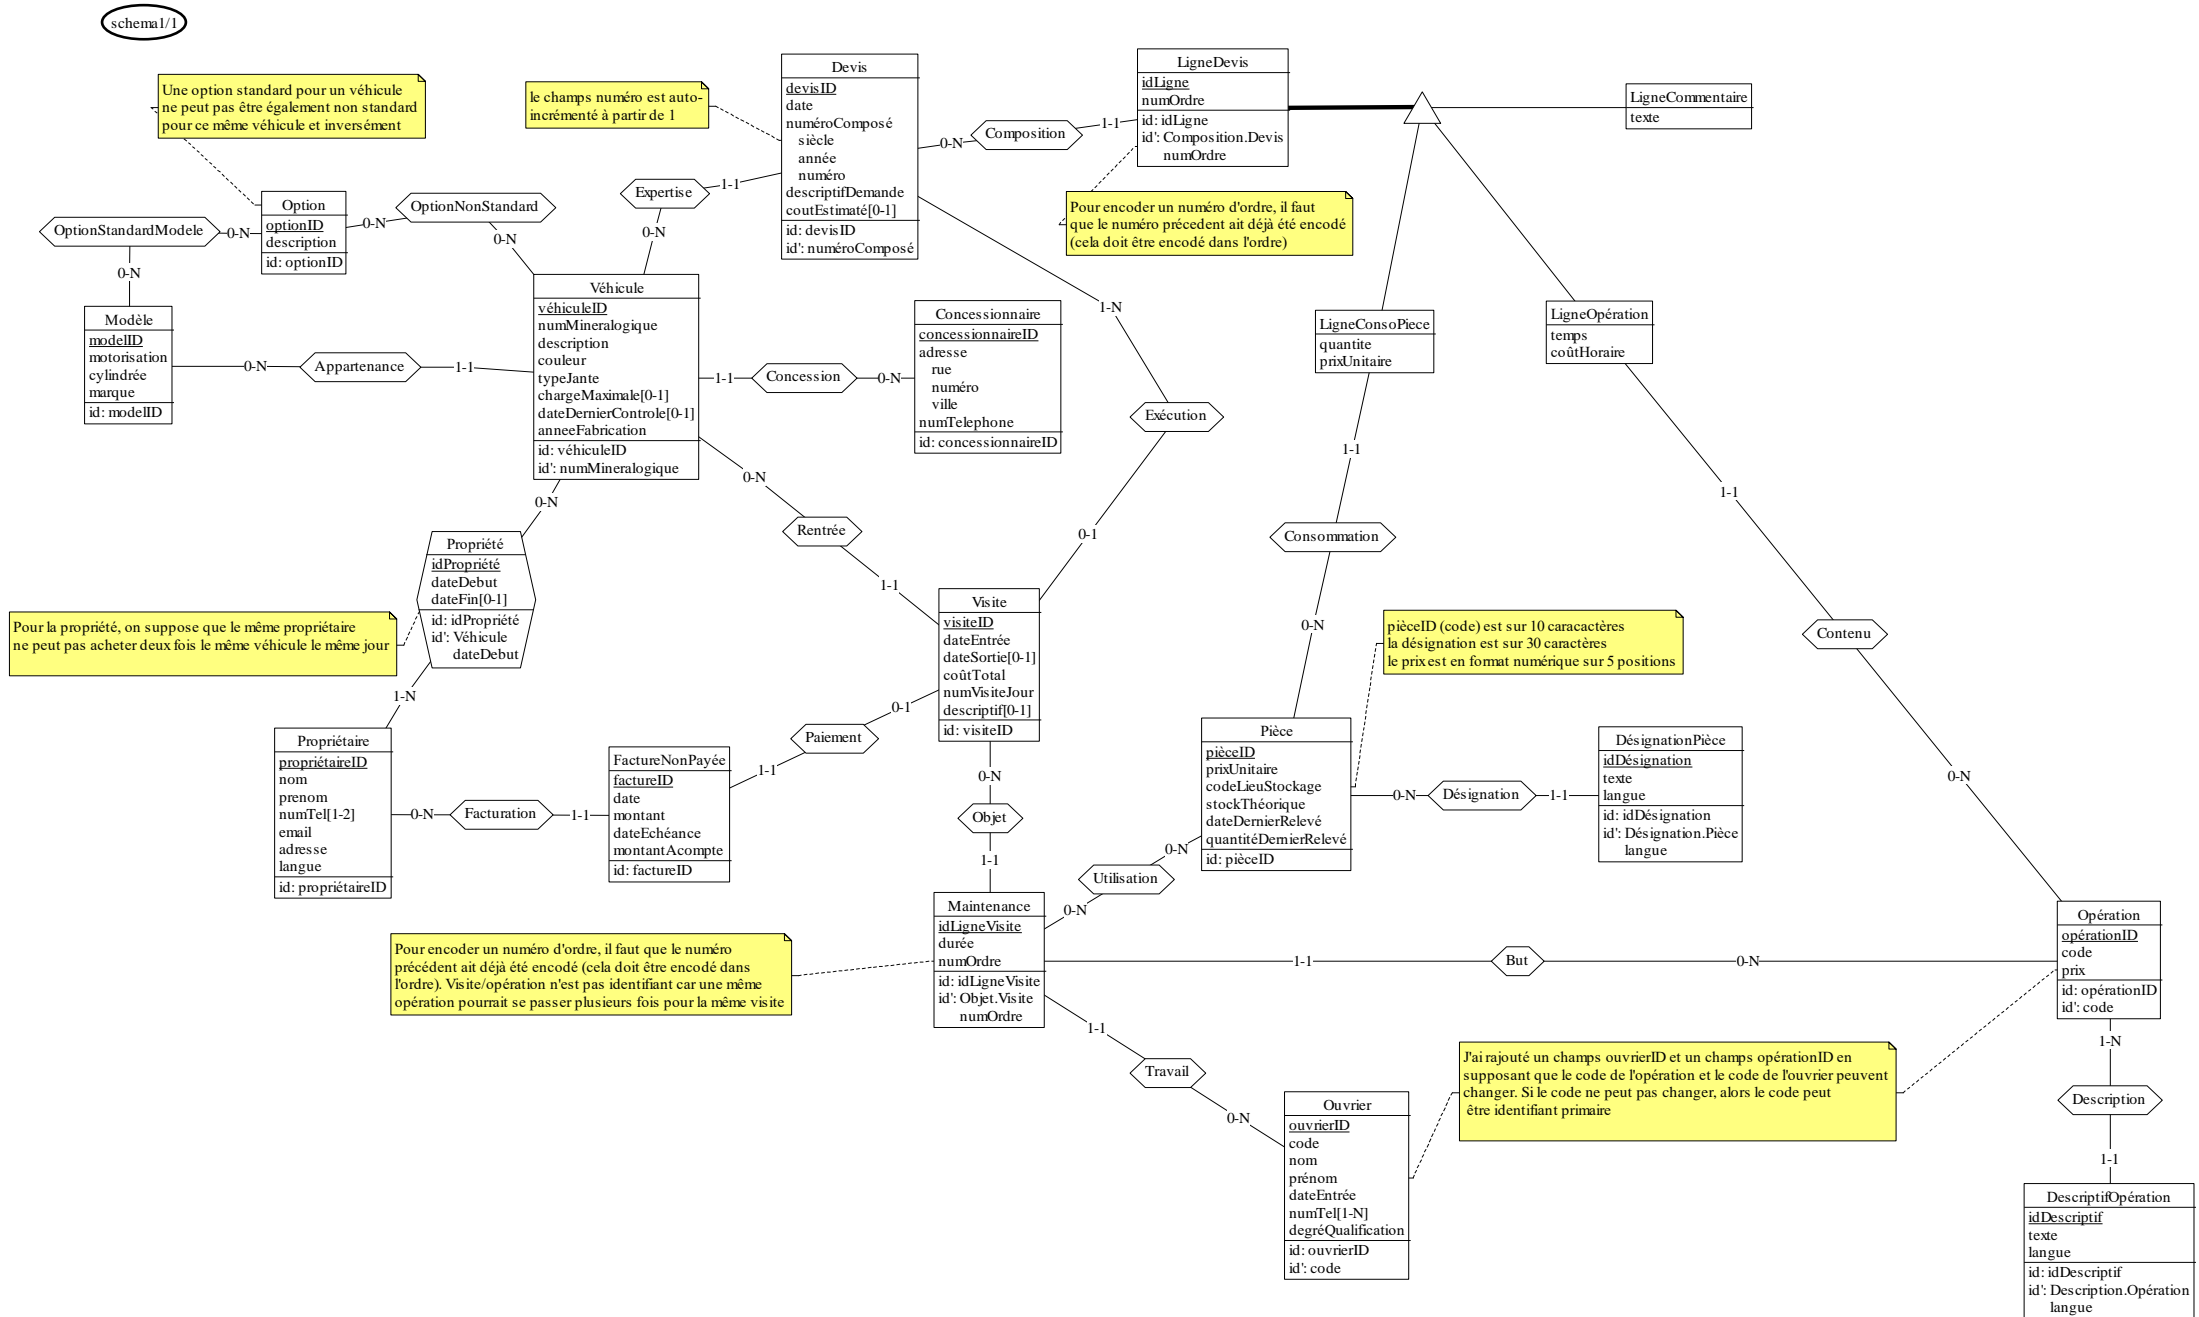 schema1/1
Une option standard pour un véhicule
ne peut pas être également non standard
pour ce même véhicule et inversément
le champs numéro est auto-
incrémenté à partir de 1
Devis
devisID
date
numéroComposé
siècle
année
numéro
descriptifDemande
coutEstimaté[0-1]
id: devisID
id': numéroComposé
0-N
Composition
1-1
LigneDevis
idLigne
numOrdre
id: idLigne
id': Composition.Devis
numOrdre
LigneCommentaire
texte
Pour encoder un numéro d'ordre, il faut
que le numéro précedent ait déjà été encodé
(cela doit être encodé dans l'ordre)
Expertise
1-1
0-N
OptionStandardModele
0-N
0-N
Option
optionID
description
id: optionID
0-N
OptionNonStandard
0-N
Modèle
modelID
motorisation
cylindrée
marque
id: modelID
0-N
Appartenance
1-1
Véhicule
véhiculeID
numMineralogique
description
couleur
typeJante
chargeMaximale[0-1]
dateDernierControle[0-1]
anneeFabrication
id: véhiculeID
id': numMineralogique
1-1
Concession
0-N
Concessionnaire
concessionnaireID
adresse
rue
numéro
ville
numTelephone
id: concessionnaireID
1-N
Exécution
0-1
LigneConsoPiece
quantite
prixUnitaire
LigneOpération
temps
coûtHoraire
1-1
Consommation
0-N
1-1
Contenu
0-N
0-N
Rentrée
1-1
0-N
Propriété
idPropriété
dateDebut
dateFin[0-1]
id: idPropriété
id': Véhicule
dateDebut
1-N
Pour la propriété, on suppose que le même propriétaire
ne peut pas acheter deux fois le même véhicule le même jour
Visite
visiteID
dateEntrée
dateSortie[0-1]
coûtTotal
numVisiteJour
descriptif[0-1]
id: visiteID
pièceID (code) est sur 10 caracactères
la désignation est sur 30 caractères
le prix est en format numérique sur 5 positions
Propriétaire
propriétaireID
nom
prenom
numTel[1-2]
email
adresse
langue
id: propriétaireID
0-N
Facturation
1-1
FactureNonPayée
factureID
date
montant
dateEchéance
montantAcompte
id: factureID
1-1
Paiement
0-1
0-N
Objet
1-1
Pièce
pièceID
prixUnitaire
codeLieuStockage
stockThéorique
dateDernierRelevé
quantitéDernierRelevé
id: pièceID
0-N
Désignation
1-1
DésignationPièce
idDésignation
texte
langue
id: idDésignation
id': Désignation.Pièce
langue
0-N
Utilisation
0-N
Maintenance
idLigneVisite
durée
numOrdre
id: idLigneVisite
id': Objet.Visite
numOrdre
Pour encoder un numéro d'ordre, il faut que le numéro
précédent ait déjà été encodé (cela doit être encodé dans
l'ordre). Visite/opération n'est pas identifiant car une même
opération pourrait se passer plusieurs fois pour la même visite
1-1
But
0-N
Opération
opérationID
code
prix
id: opérationID
id': code
1-1
Travail
0-N
Ouvrier
ouvrierID
code
nom
prénom
dateEntrée
numTel[1-N]
degréQualification
id: ouvrierID
id': code
J'ai rajouté un champs ouvrierID et un champs opérationID en
supposant que le code de l'opération et le code de l'ouvrier peuvent
changer. Si le code ne peut pas changer, alors le code peut
être identifiant primaire
1-N
Description
1-1
DescriptifOpération
idDescriptif
texte
langue
id: idDescriptif
id': Description.Opération
langue